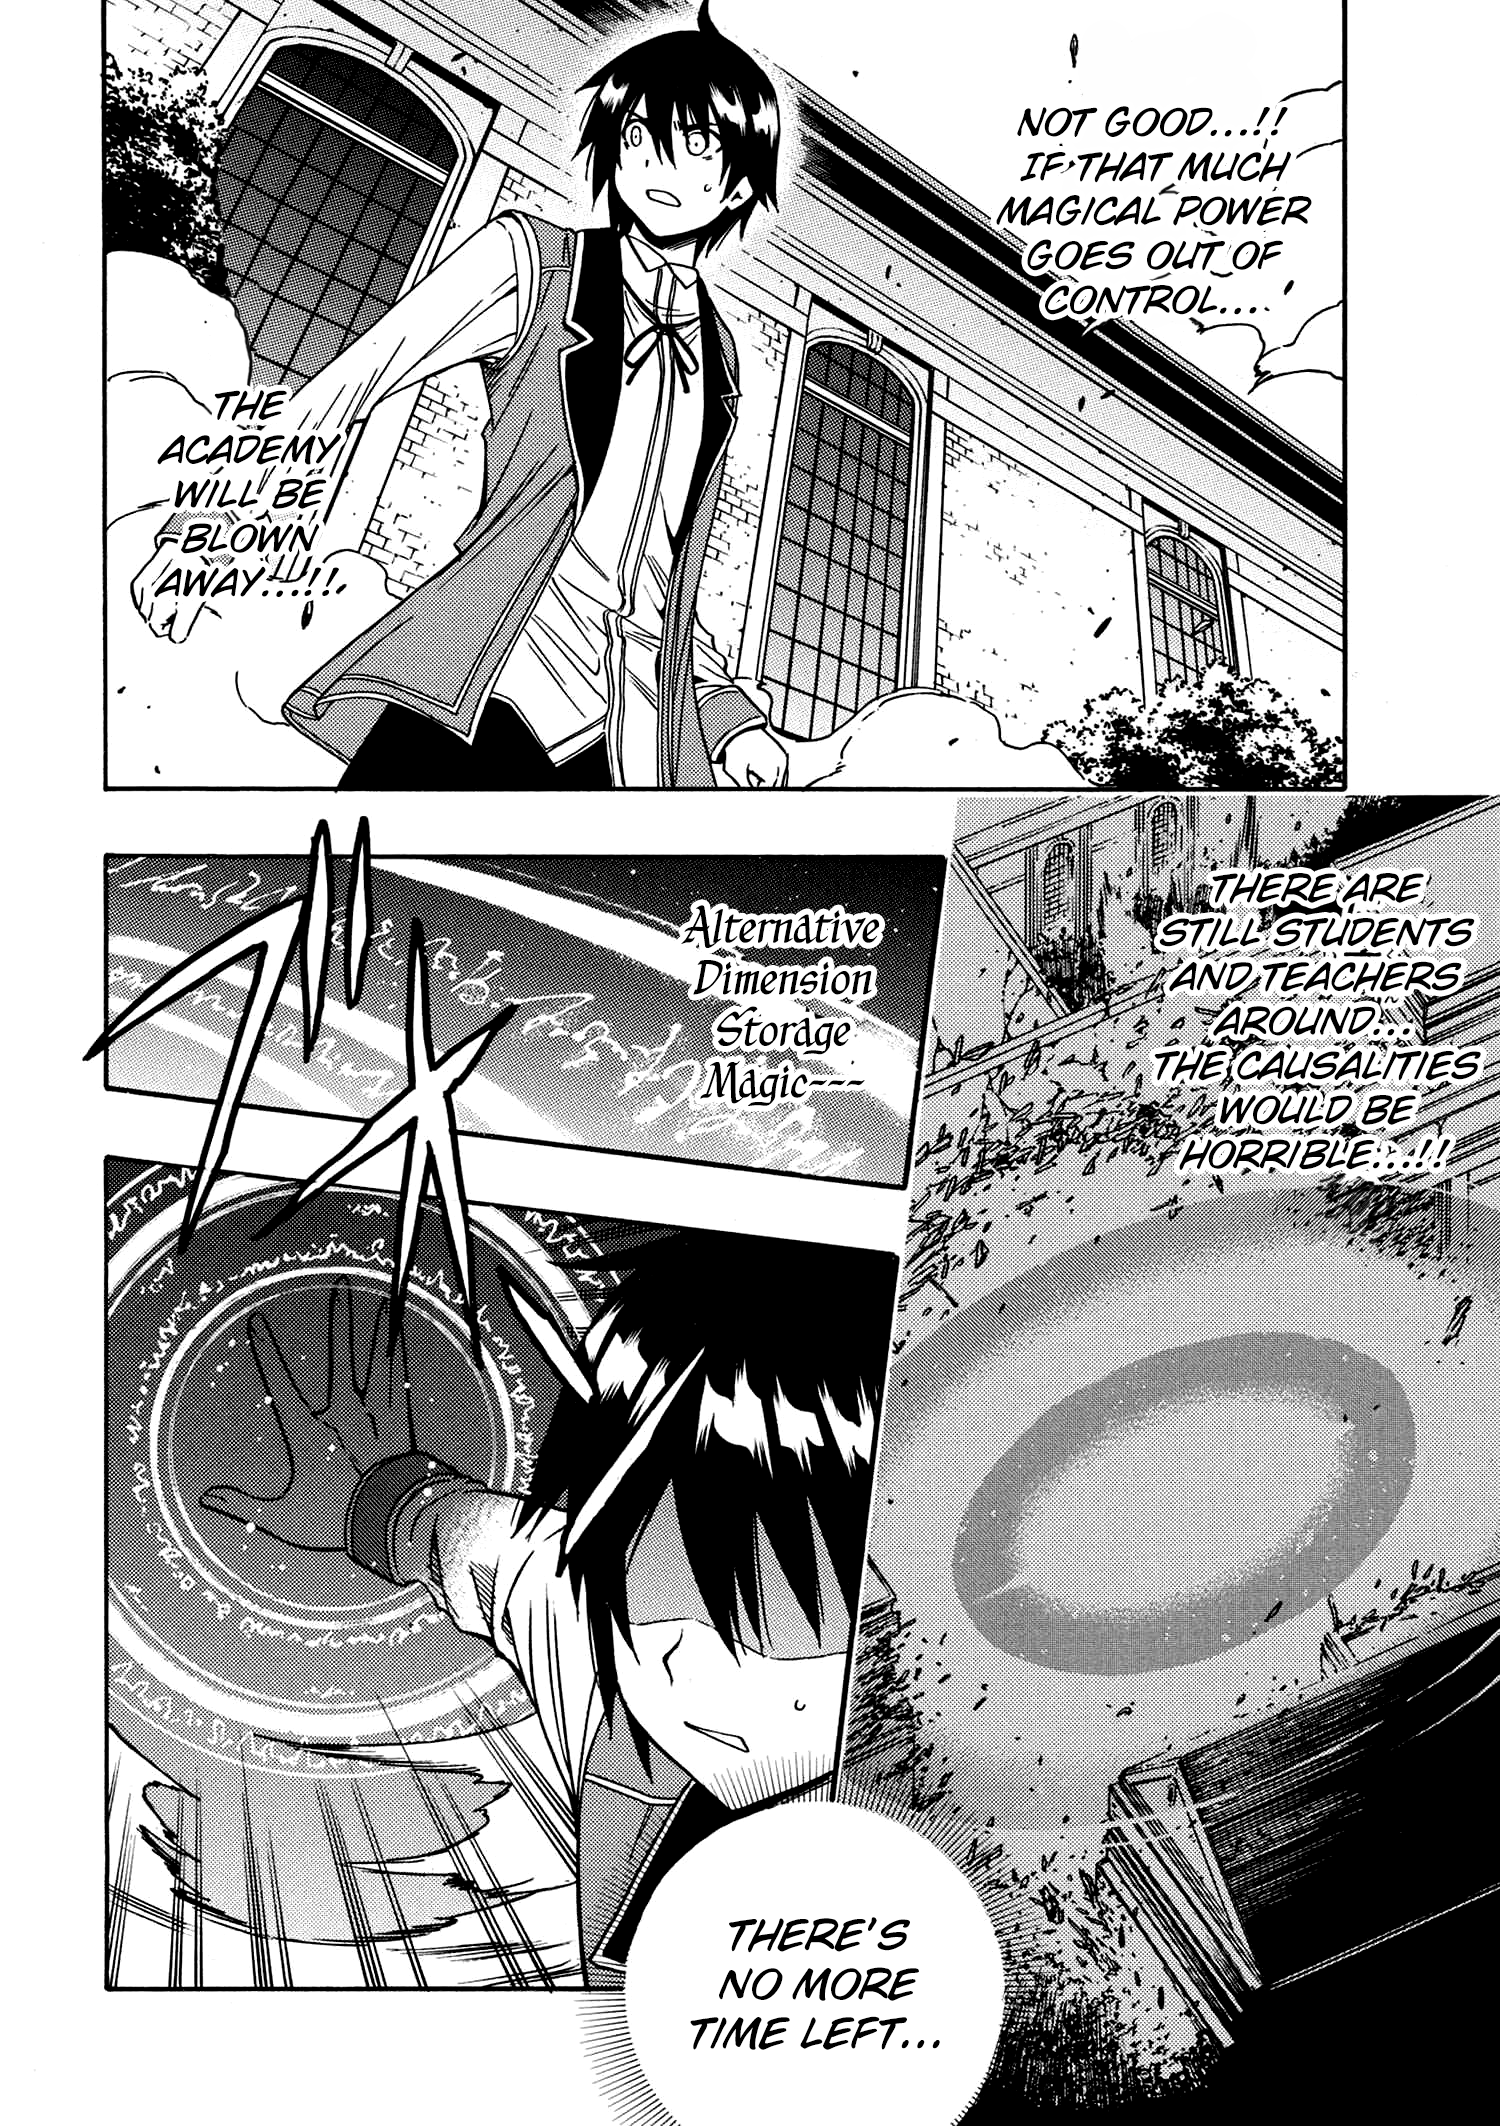 NOT GOOD...!!
IF THAT MUCH
MAGICAL POWER
GOES OUT OF
CONTROL...
THE
ACADEMY
WILL BE
BLOWN
AWAY...!!!
THERE ARE
STILL STUDENTS
AND TEACHERS
AROUND...
THE CAUSALITIES
WOULD BE
HORRIBLE...!!
Alternative
Dimension
Storage
Magic---
ブォ
THERE'S
NO MORE
TIME LEFT...